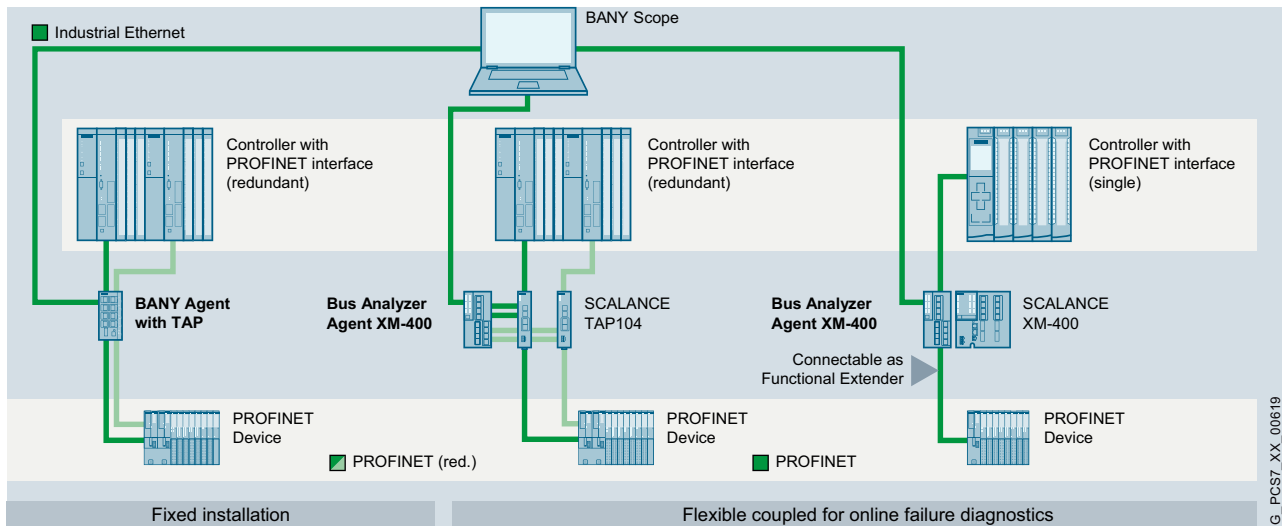 BANY Scope
Industrial Ethernet
Controller with
PROFINET interface
(redundant)
Controller with
PROFINET interface
(redundant)
Controller with
PROFINET interface
(single)
BANY Agent
with TAP
Bus Analyzer
Agent XM-400
SCALANCE
TAP104
Bus Analyzer
Agent XM-400
SCALANCE
XM-400
Connectable as
Functional Extender
PROFINET
Device
PROFINET
Device
PROFINET
Device
PROFINET (red.)
PROFINET
Fixed installation
Flexible coupled for online failure diagnostics
G_PCS7_XX_00619